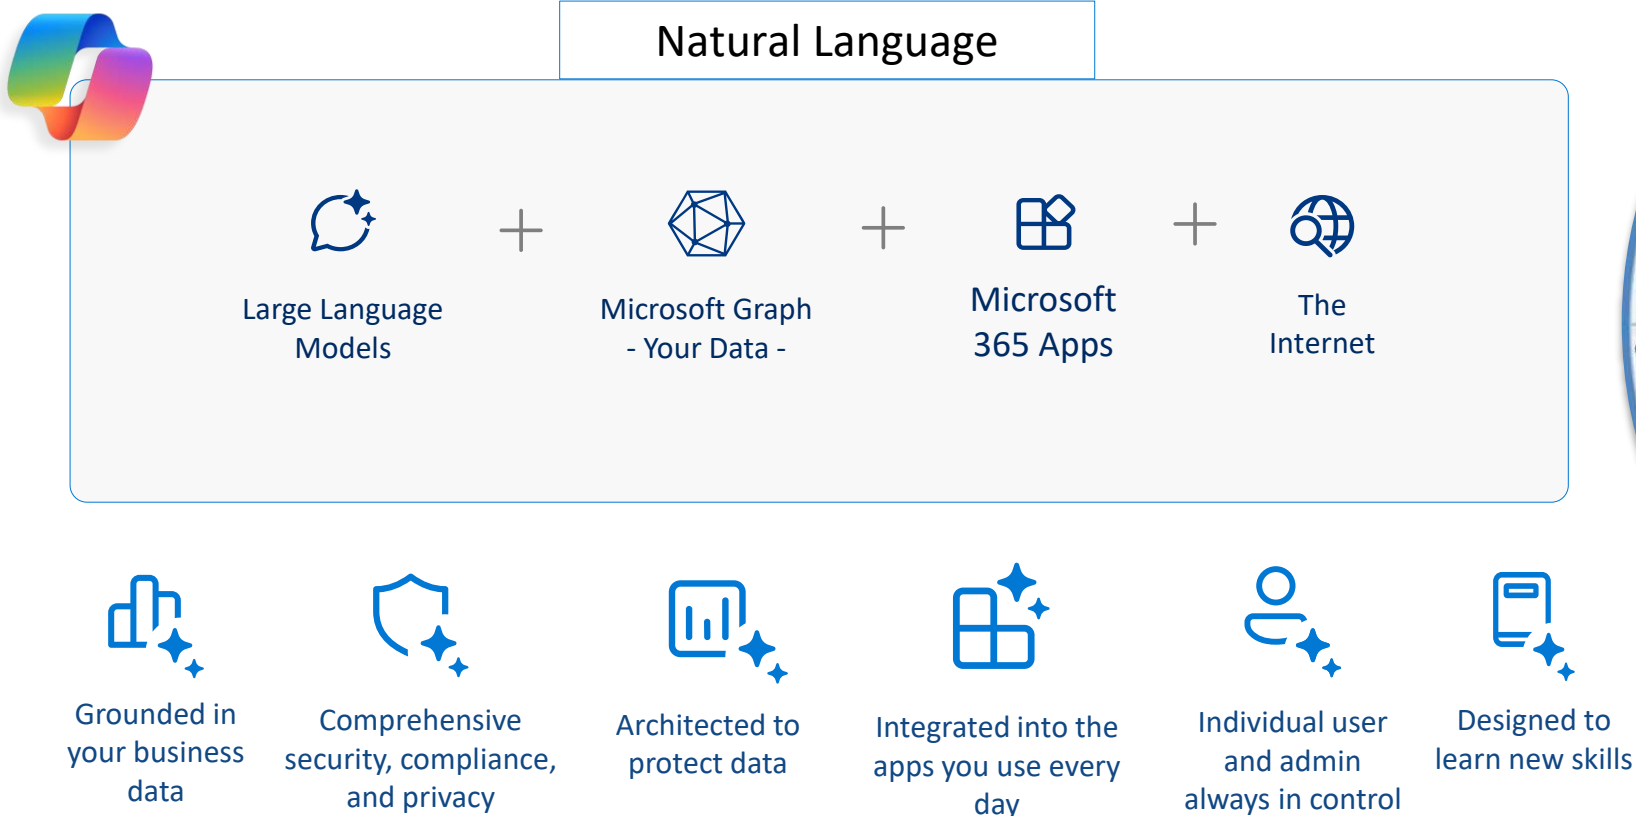 Natural Language
Large Language
Models
Microsoft Graph
- Your Data -
Microsoft
365 Apps
The
Internet
Grounded in
your business
data
Comprehensive
security, compliance,
and privacy
Architected to
protect data
Integrated into the
apps you use every
day
Individual user
and admin
always in control
Designed to
learn new skills